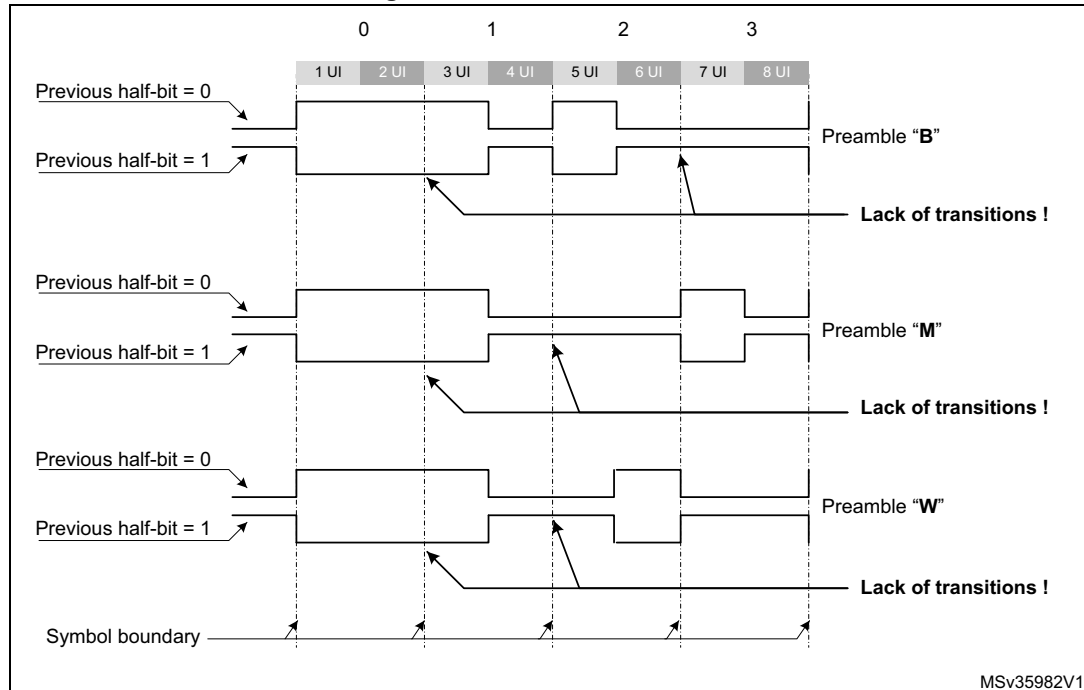 0 1 2 3
1 UI 2 UI 3 UI 4 UI 5 UI 6 UI 7 UI 8 UI
Previous half-bit = 0
Preamble “B”
Previous half-bit = 1
Lack of transitions !
Previous half-bit = 0
Preamble “M”
Previous half-bit = 1
Lack of transitions !
Previous half-bit = 0
Preamble “W”
Previous half-bit = 1
Lack of transitions !
Symbol boundary
MSv35982V1